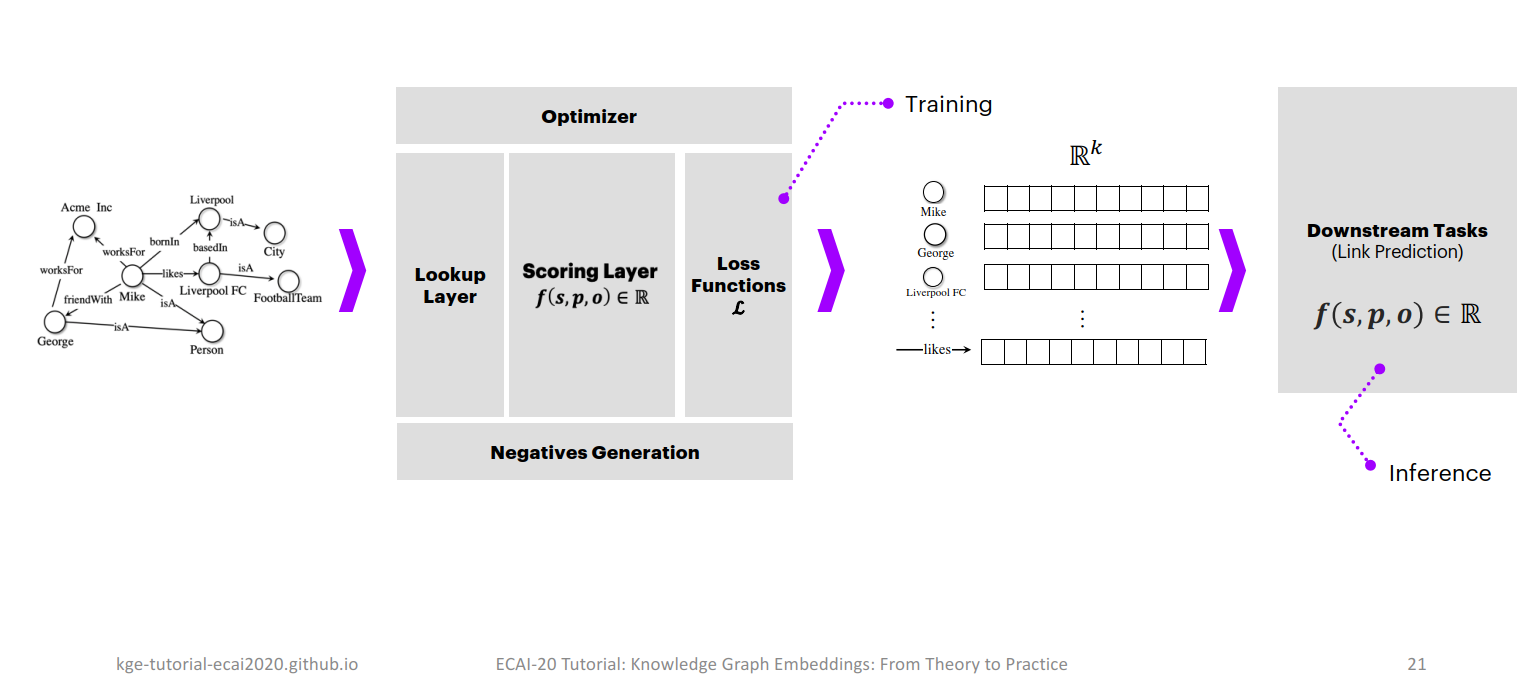 Optimizer
Training
ℝᵏ
Acme Inc
Liverpool
isA
bornIn
City
worksFor
basedIn
worksFor
likes
isA
friendWith
Mike
Liverpool FC
FootballTeam
isA
George
isA
Person
Lookup
Layer
Scoring Layer
f(s, p, o) ∈ ℝ
Loss
Functions
ℒ
Negatives Generation
Mike
George
Liverpool FC
⋮ ⋮
likes
Downstream Tasks
(Link Prediction)
f(s, p, o) ∈ ℝ
Inference
kge-tutorial-ecai2020.github.io
ECAI-20 Tutorial: Knowledge Graph Embeddings: From Theory to Practice
21